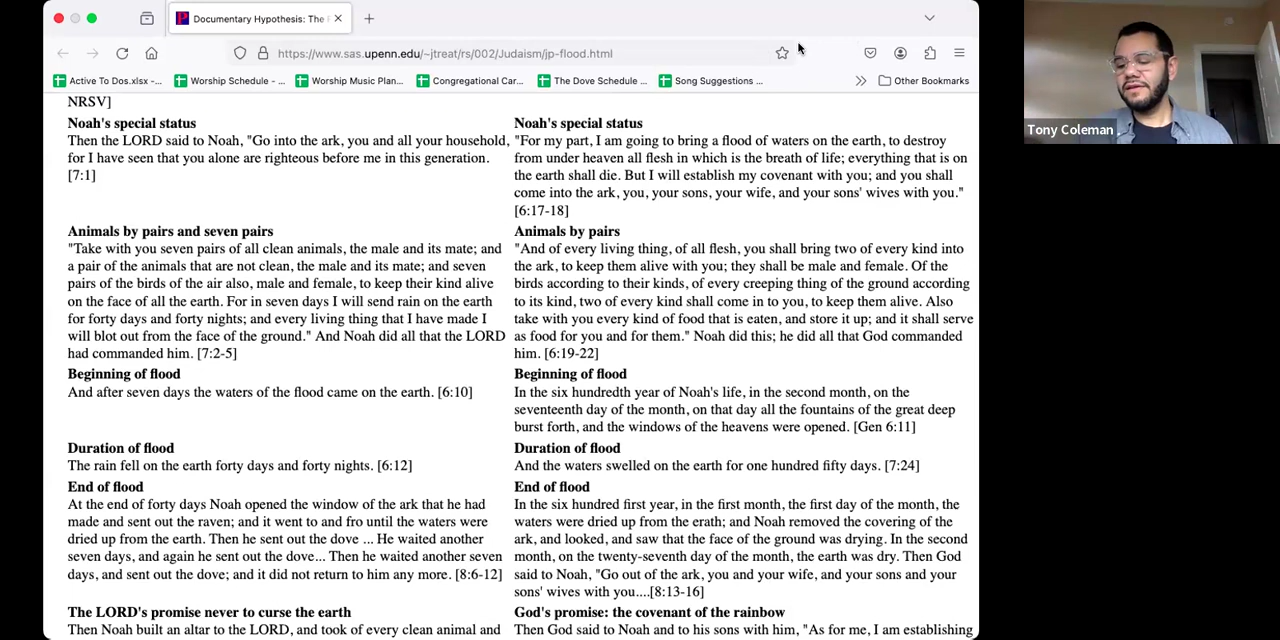 Documentary Hypothesis: The F
https://www.sas.upenn.edu/~jtreat/rs/002/Judaism/jp-flood.html
Active To Dos.xlsx -...
Worship Schedule - ...
Worship Music Plan...
Congregational Car...
The Dove Schedule ...
Song Suggestions ...
Other Bookmarks
NRSV]
Noah's special status
Then the LORD said to Noah, "Go into the ark, you and all your household,
for I have seen that you alone are righteous before me in this generation.
[7:1]
Noah's special status
"For my part, I am going to bring a flood of waters on the earth, to destroy
from under heaven all flesh in which is the breath of life; everything that is on
the earth shall die. But I will establish my covenant with you; and you shall
come into the ark, you, your sons, your wife, and your sons' wives with you."
[6:17-18]
Animals by pairs and seven pairs
"Take with you seven pairs of all clean animals, the male and its mate; and
a pair of the animals that are not clean, the male and its mate; and seven
pairs of the birds of the air also, male and female, to keep their kind alive
on the face of all the earth. For in seven days I will send rain on the earth
for forty days and forty nights; and every living thing that I have made I
will blot out from the face of the ground." And Noah did all that the LORD
had commanded him. [7:2-5]
Animals by pairs
"And of every living thing, of all flesh, you shall bring two of every kind into
the ark, to keep them alive with you; they shall be male and female. Of the
birds according to their kinds, of every creeping thing of the ground according
to its kind, two of every kind shall come in to you, to keep them alive. Also
take with you every kind of food that is eaten, and store it up; and it shall serve
as food for you and for them." Noah did this; he did all that God commanded
him. [6:19-22]
Beginning of flood
And after seven days the waters of the flood came on the earth. [6:10]
Beginning of flood
In the six hundredth year of Noah's life, in the second month, on the
seventeenth day of the month, on that day all the fountains of the great deep
burst forth, and the windows of the heavens were opened. [Gen 6:11]
Duration of flood
The rain fell on the earth forty days and forty nights. [6:12]
Duration of flood
And the waters swelled on the earth for one hundred fifty days. [7:24]
End of flood
At the end of forty days Noah opened the window of the ark that he had
made and sent out the raven; and it went to and fro until the waters were
dried up from the earth. Then he sent out the dove ... He waited another
seven days, and again he sent out the dove... Then he waited another seven
days, and sent out the dove; and it did not return to him any more. [8:6-12]
End of flood
In the six hundred first year, in the first month, the first day of the month, the
waters were dried up from the erath; and Noah removed the covering of the
ark, and looked, and saw that the face of the ground was drying. In the second
month, on the twenty-seventh day of the month, the earth was dry. Then God
said to Noah, "Go out of the ark, you and your wife, and your sons and your
sons' wives with you....[8:13-16]
The LORD's promise never to curse the earth
Then Noah built an altar to the LORD, and took of every clean animal and
God's promise: the covenant of the rainbow
Then God said to Noah and to his sons with him, "As for me, I am establishing
Tony Coleman